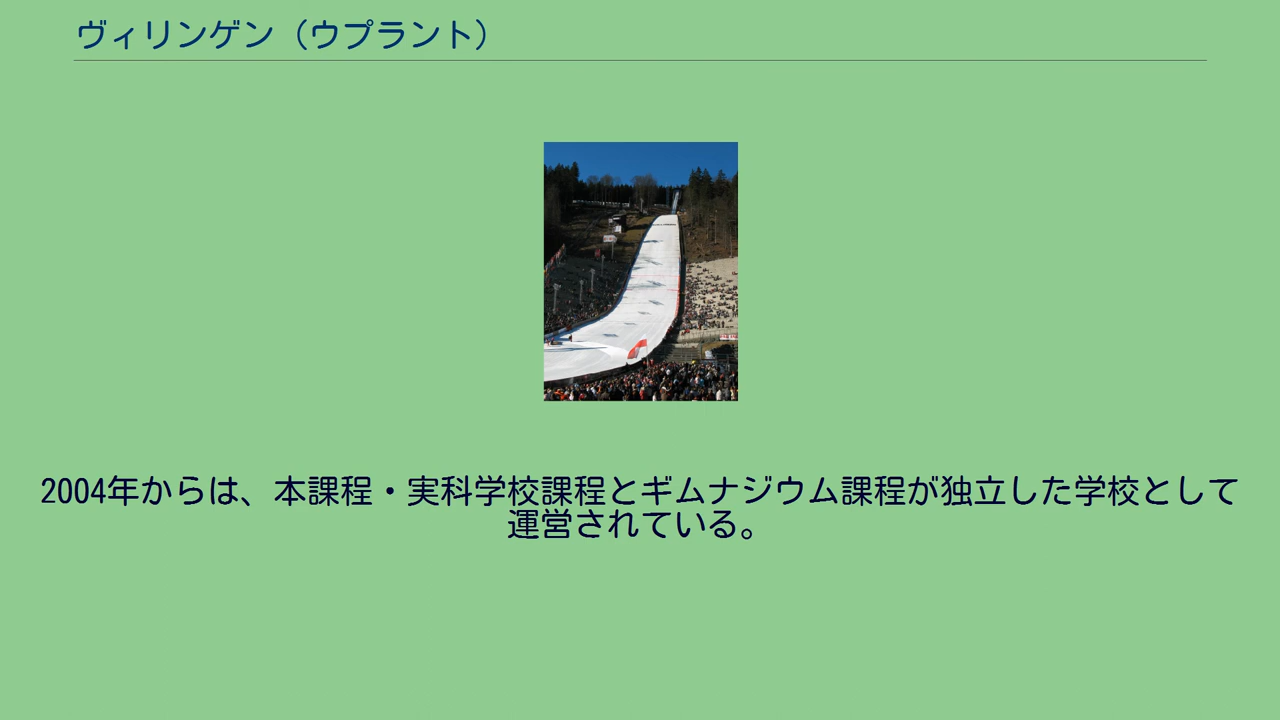 ヴィリンゲン（ウプラント）
2004年からは、本課程・実科学校課程とギムナジウム課程が独立した学校として
運営されている。